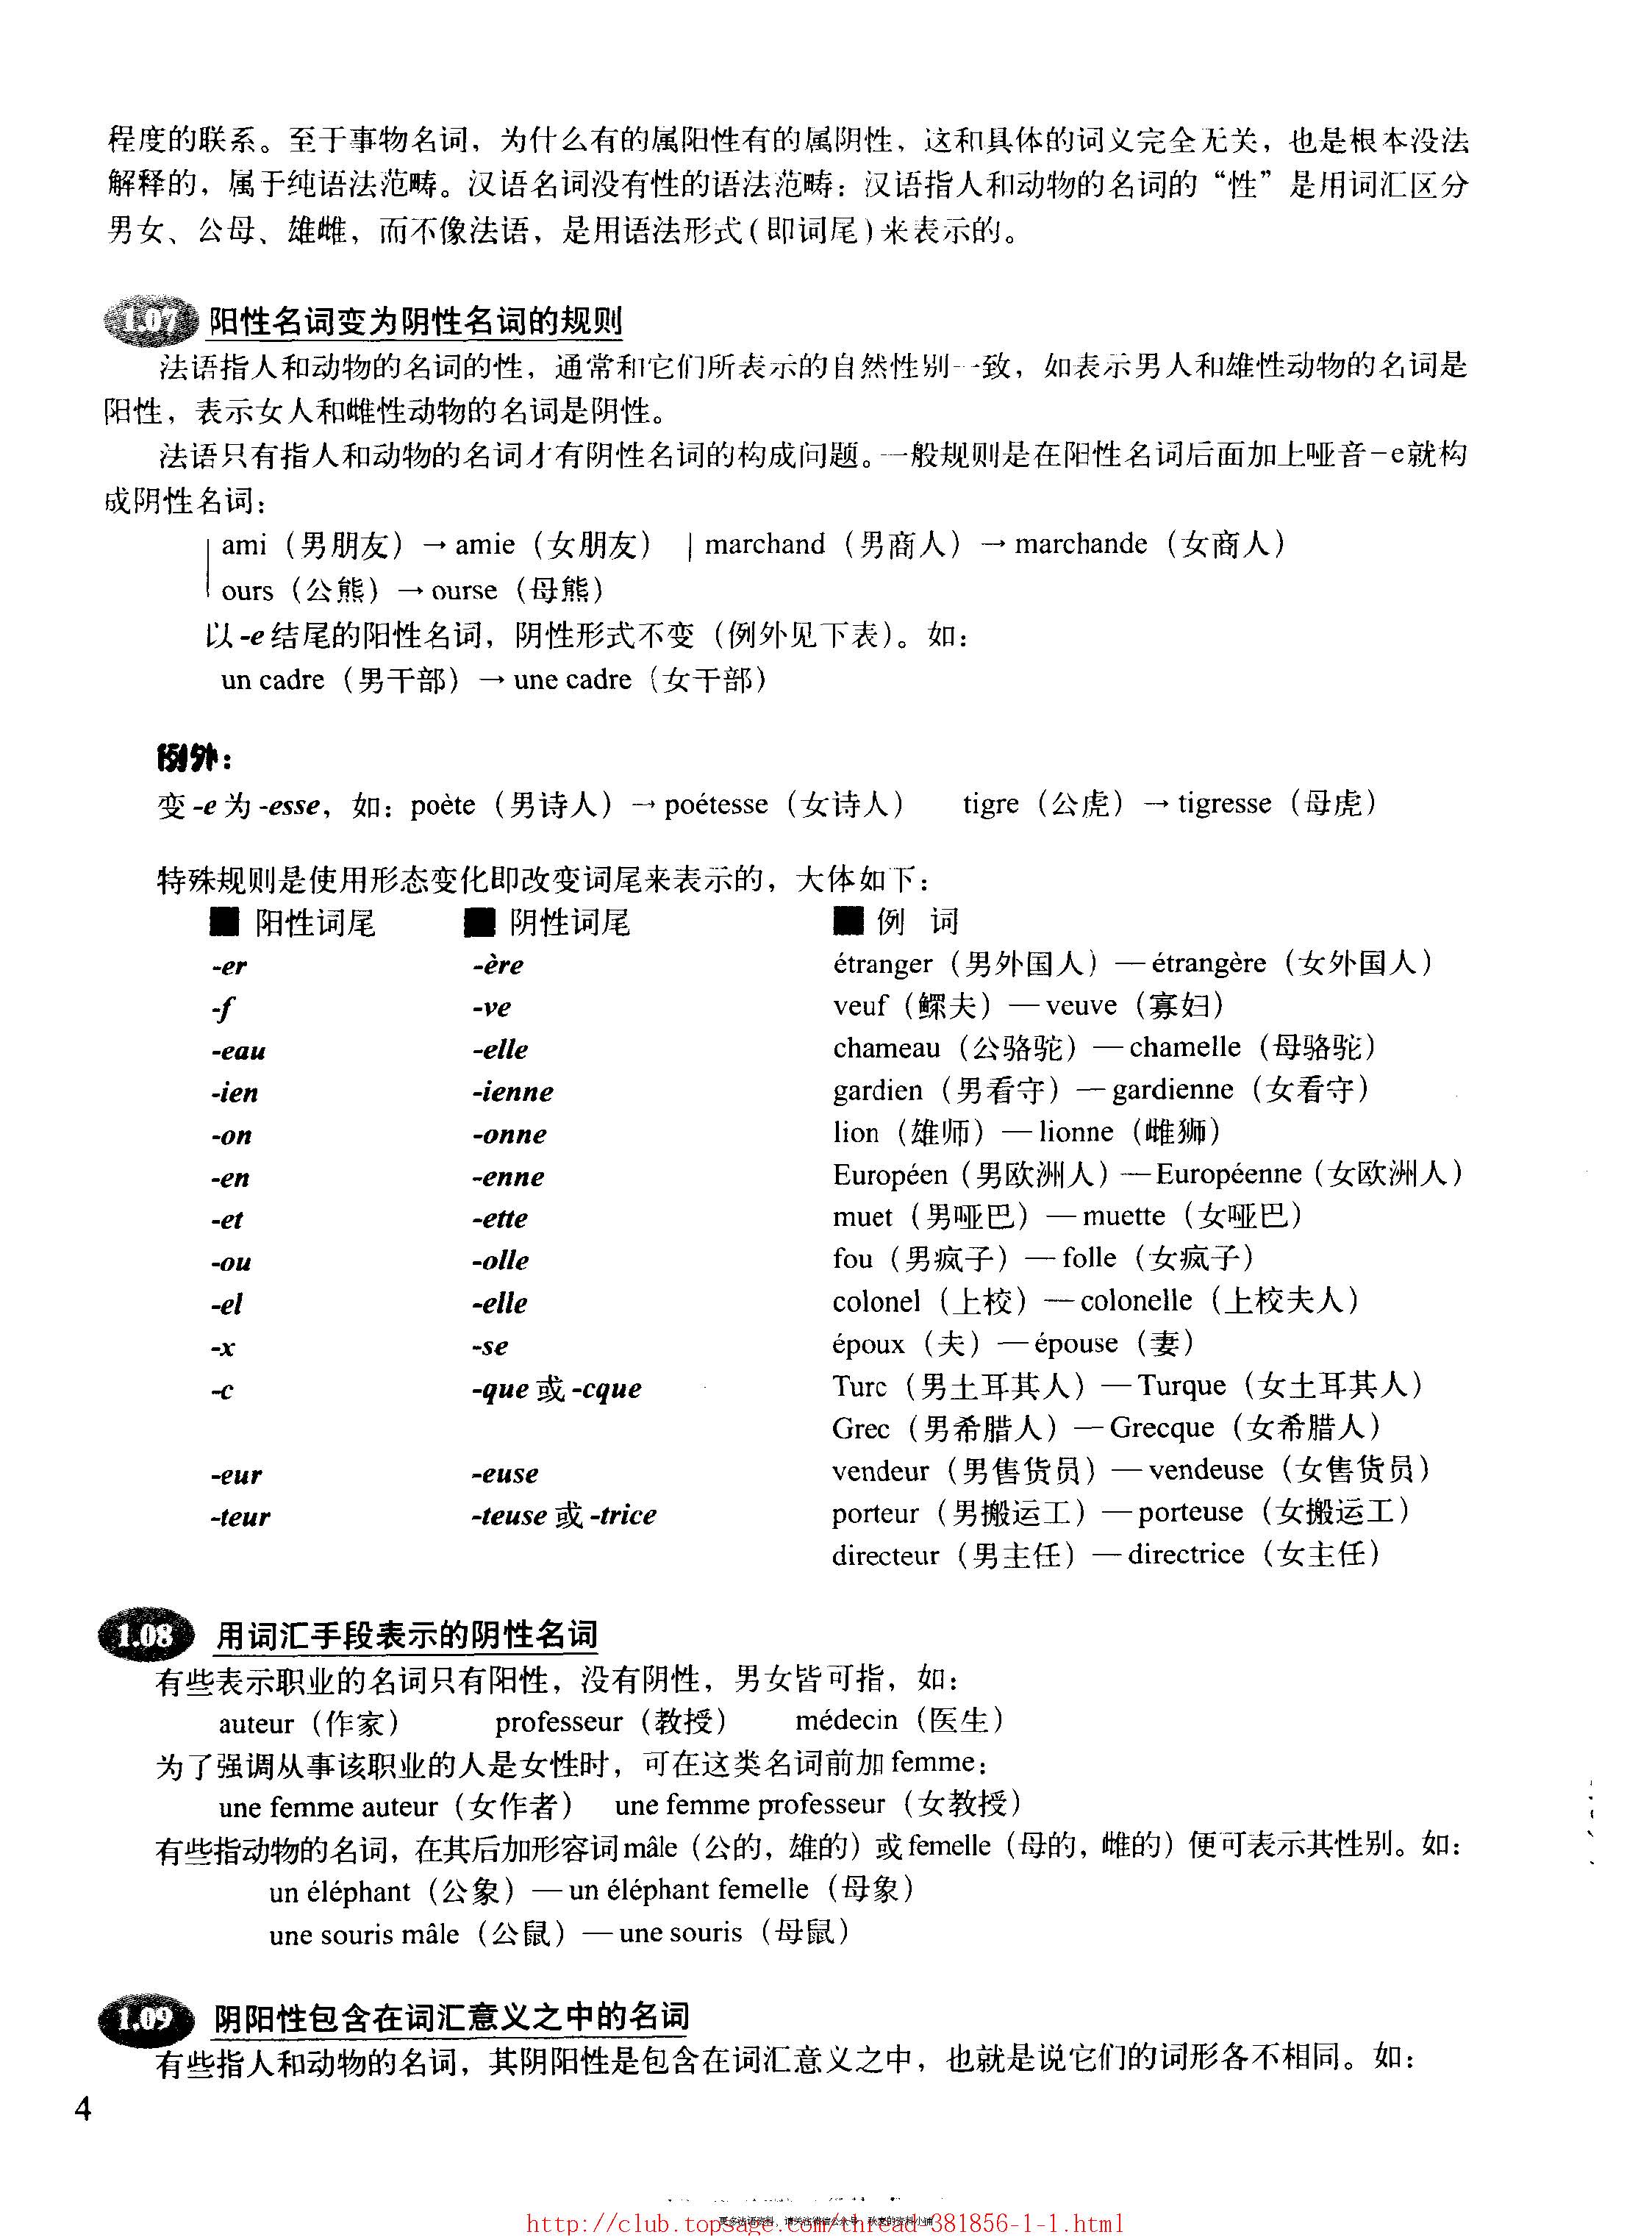 程度的联系。至于事物名词，为什么有的属阳性有的属阴性，这和具体的词义完全无关，也是根本没法
解释的，属于纯语法范畴。汉语名词没有性的语法范畴：汉语指人和动物的名词的“性”是用词汇区分
男女、公母、雄雌，而不像法语，是用语法形式(即词尾)来表示的。
1.07 阳性名词变为阴性名词的规则
法语指人和动物的名词的性，通常和它们所表示的自然性别一致，如表示男人和雄性动物的名词是
阳性，表示女人和雌性动物的名词是阴性。
法语只有指人和动物的名词才有阴性名词的构成问题。一般规则是在阳性名词后面加上哑音-e就构
成阴性名词：
ami（男朋友）→ amie（女朋友） | marchand（男商人）→ marchande（女商人）
ours（公熊）→ ourse（母熊）
以-e结尾的阳性名词，阴性形式不变（例外见下表）。如：
un cadre（男干部）→ une cadre（女干部）
例外：
变-e为-esse，如：poète（男诗人）→ poétesse（女诗人） tigre（公虎）→ tigresse（母虎）
特殊规则是使用形态变化即改变词尾来表示的，大体如下：
■ 阳性词尾 ■ 阴性词尾 ■ 例 词
-er -ère étranger（男外国人）— étrangère（女外国人）
-f -ve veuf（鳏夫）— veuve（寡妇）
-eau -elle chameau（公骆驼）— chamelle（母骆驼）
-ien -ienne gardien（男看守）— gardienne（女看守）
-on -onne lion（雄师）— lionne（雌狮）
-en -enne Européen（男欧洲人）— Européenne（女欧洲人）
-et -ette muet（男哑巴）— muette（女哑巴）
-ou -olle fou（男疯子）— folle（女疯子）
-el -elle colonel（上校）— colonelle（上校夫人）
-x -se époux（夫）— épouse（妻）
-c -que 或 -cque Turc（男土耳其人）— Turque（女土耳其人）
Grec（男希腊人）— Grecque（女希腊人）
-eur -euse vendeur（男售货员）— vendeuse（女售货员）
-teur -teuse 或 -trice porteur（男搬运工）— porteuse（女搬运工）
directeur（男主任）— directrice（女主任）
1.08 用词汇手段表示的阴性名词
有些表示职业的名词只有阳性，没有阴性，男女皆可指，如：
auteur（作家） professeur（教授） médecin（医生）
为了强调从事该职业的人是女性时，可在这类名词前加 femme：
une femme auteur（女作者） une femme professeur（女教授）
有些指动物的名词，在其后加形容词 mâle（公的，雄的）或 femelle（母的，雌的）便可表示其性别。如：
un éléphant（公象）— un éléphant femelle（母象）
une souris mâle（公鼠）— une souris（母鼠）
1.09 阴阳性包含在词汇意义之中的名词
有些指人和动物的名词，其阴阳性是包含在词汇意义之中，也就是说它们的词形各不相同。如：
4
http://club.topsage.com/thread-381856-1-1.html